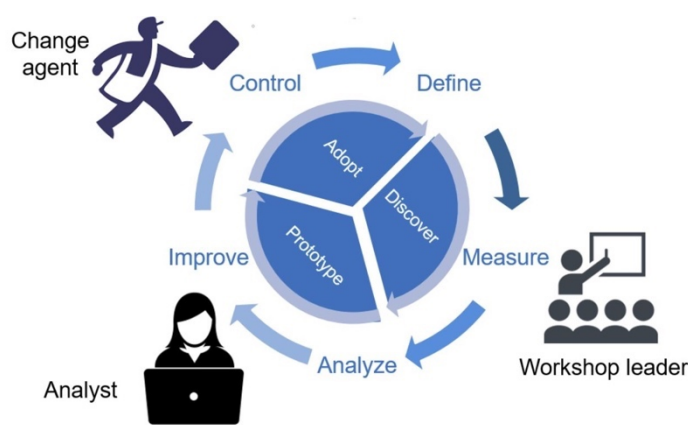 Change
agent
Control
Define
Adopt
Discover
Prototype
Improve
Measure
Analyze
Analyst
Workshop leader